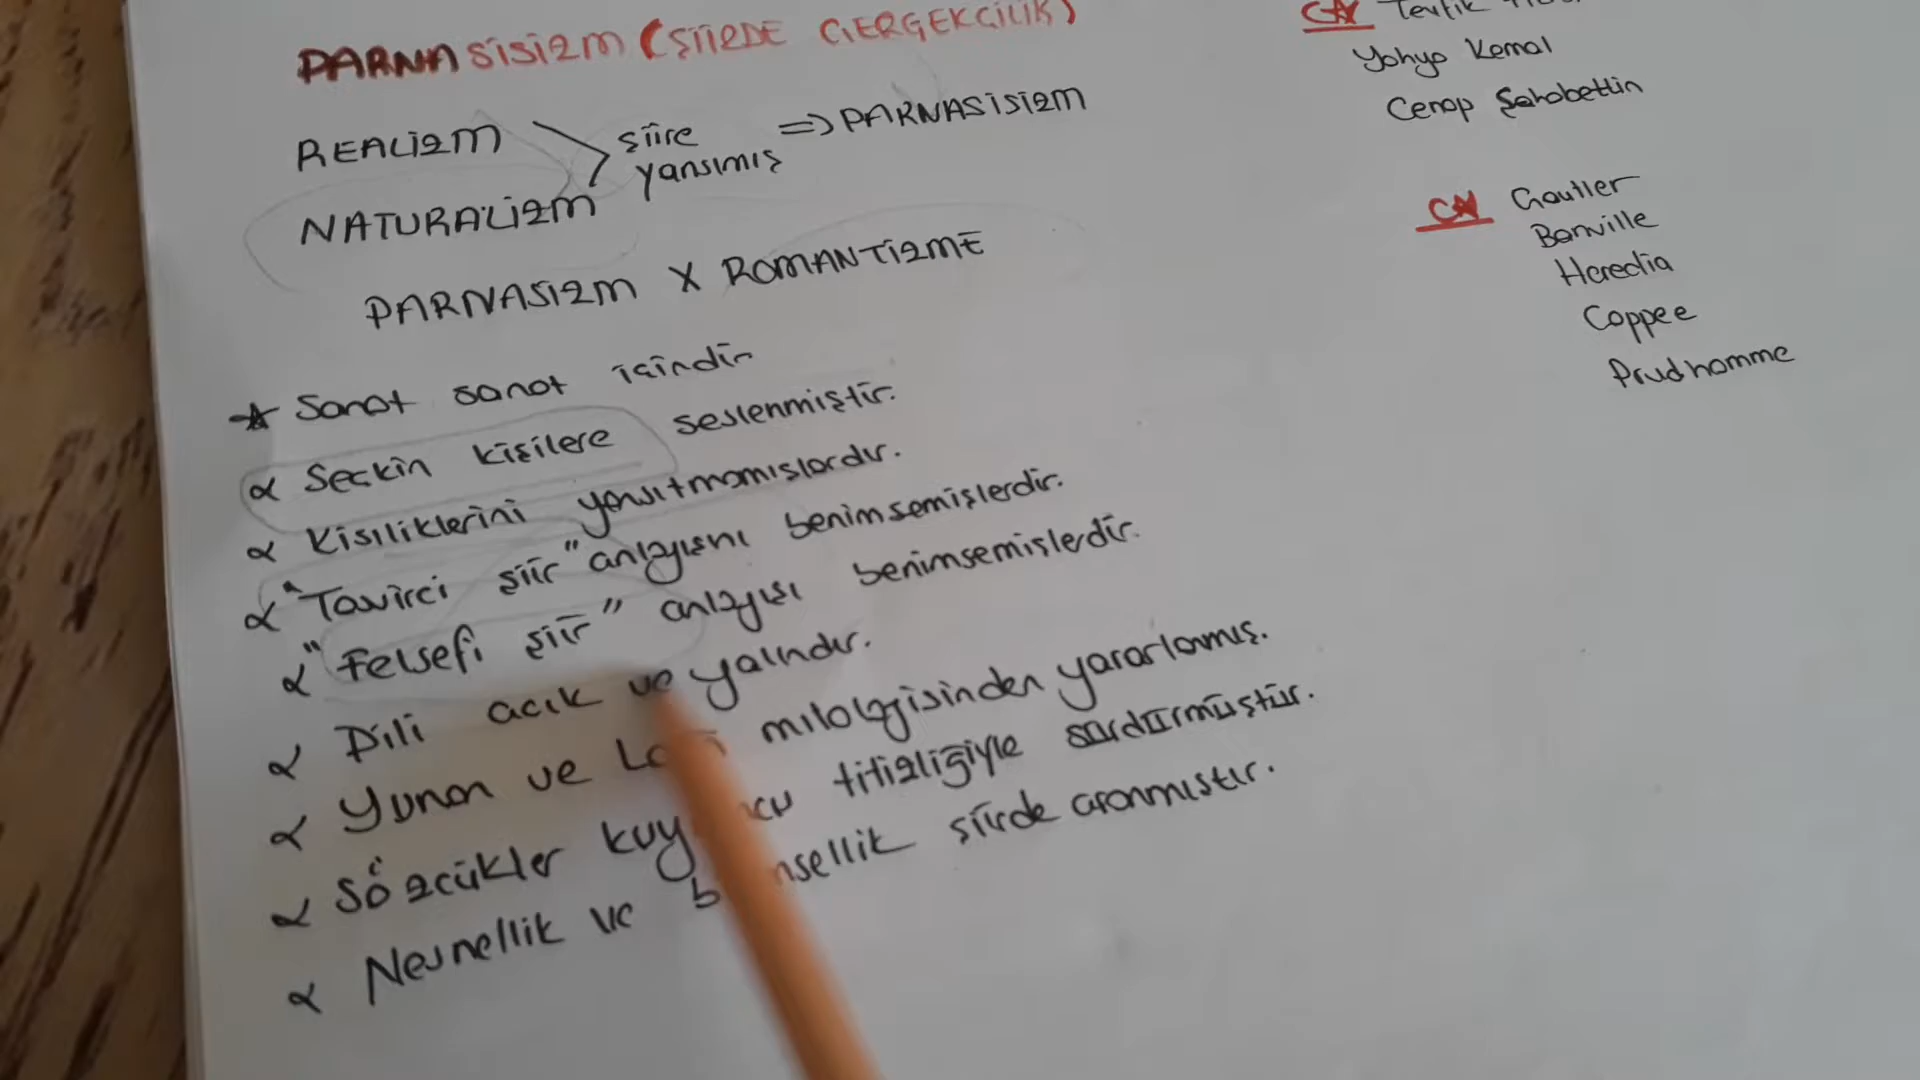 PARNASİSİZM (ŞİİRDE GERÇEKCİLİK)
REALİZM
NATURALİZM
şiire
yansımış
=> PARNASİSİZM
PARNASİZM X ROMANTİZME
Sanat sanat içindir
α Seçkin kişilere seslenmiştir.
α Kişiliklerini yansıtmamışlardır.
α "Tasvirci şiir" anlayışını benimsemişlerdir.
α "Felsefi şiir" anlayışı benimsemişlerdir.
α Dili açık ve yalındır.
α Yunan ve mitolojisinden yararlanmış.
α Sözcükler titizliğiyle
α Nesnellik ve şiirde aranmıştır.
Tevfik
Yahya Kemal
Cenap Şahabettin
Gautier
Banville
Heredia
Coppee
Prudhomme